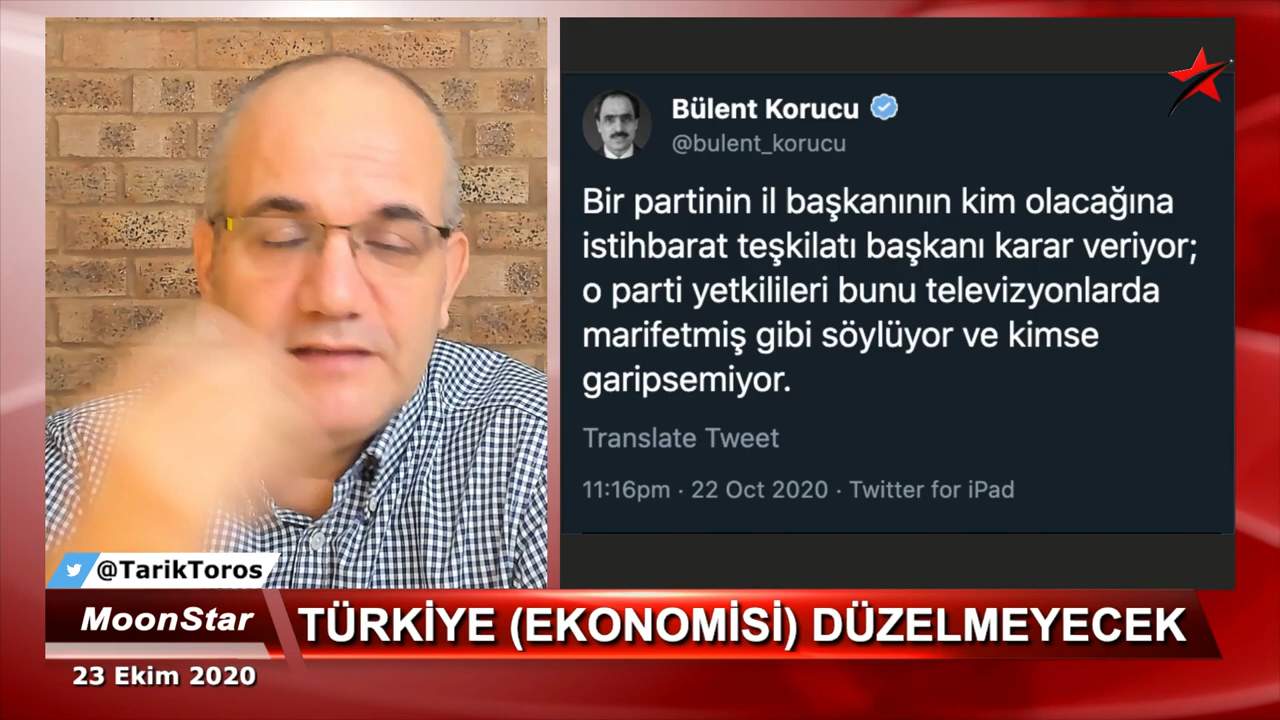 Bülent Korucu
@bulent_korucu
Bir partinin il başkanının kim olacağına
istihbarat teşkilatı başkanı karar veriyor;
o parti yetkilileri bunu televizyonlarda
marifetmiş gibi söylüyor ve kimse
garipsemiyor.
Translate Tweet
11:16pm · 22 Oct 2020 · Twitter for iPad
@TarikToros
MoonStar
TÜRKİYE (EKONOMİSİ) DÜZELMEYECEK
23 Ekim 2020